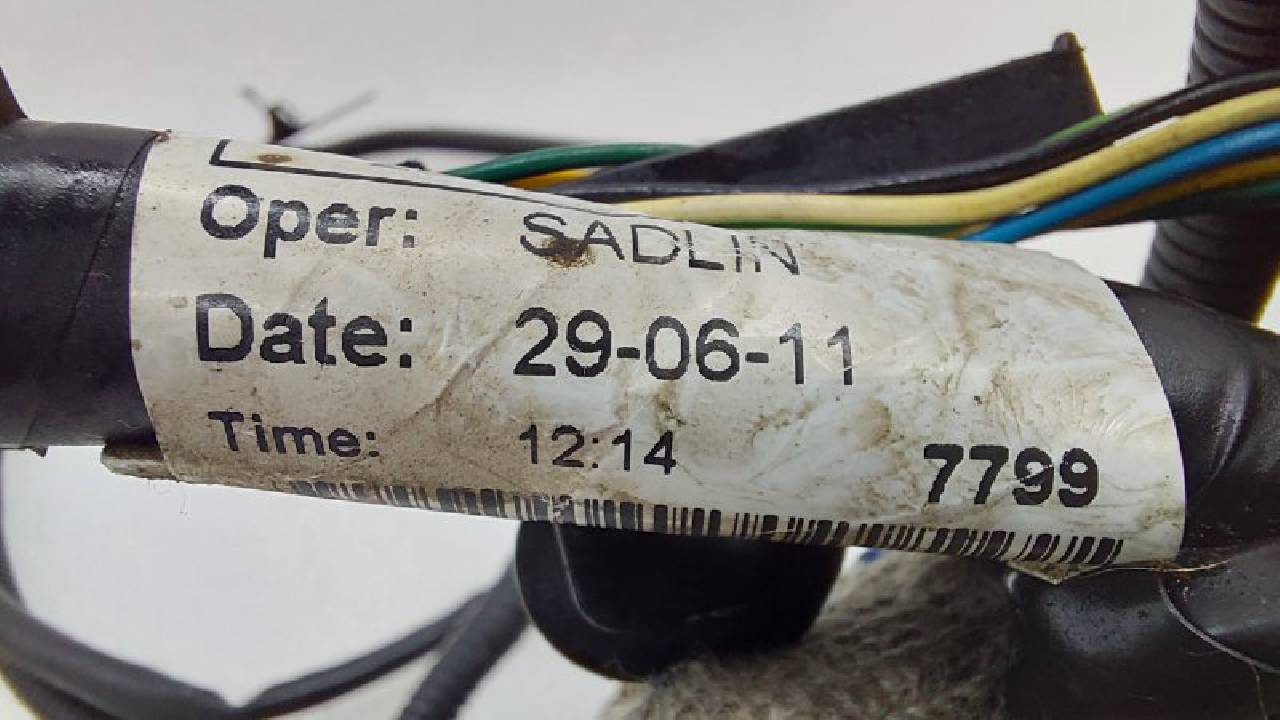 Oper: SADLIN
Date: 29-06-11
Time: 12:14 7799